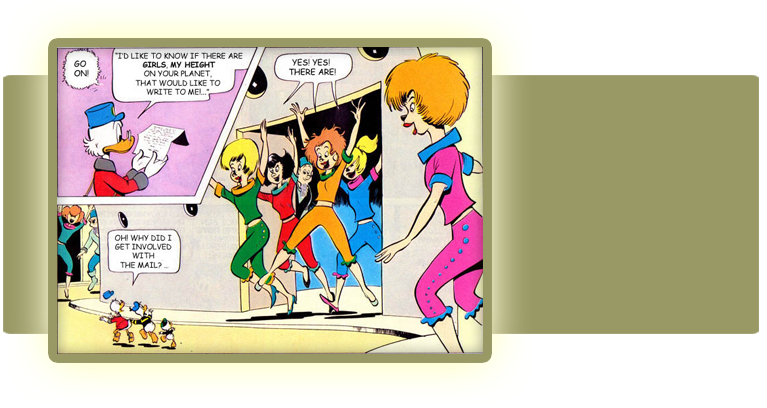 GO
ON!
"I'D LIKE TO KNOW IF THERE ARE
GIRLS, MY HEIGHT
ON YOUR PLANET,
THAT WOULD LIKE TO
WRITE TO ME!..."
YES! YES!
THERE ARE!
OH! WHY DID I
GET INVOLVED
WITH
THE MAIL? ..